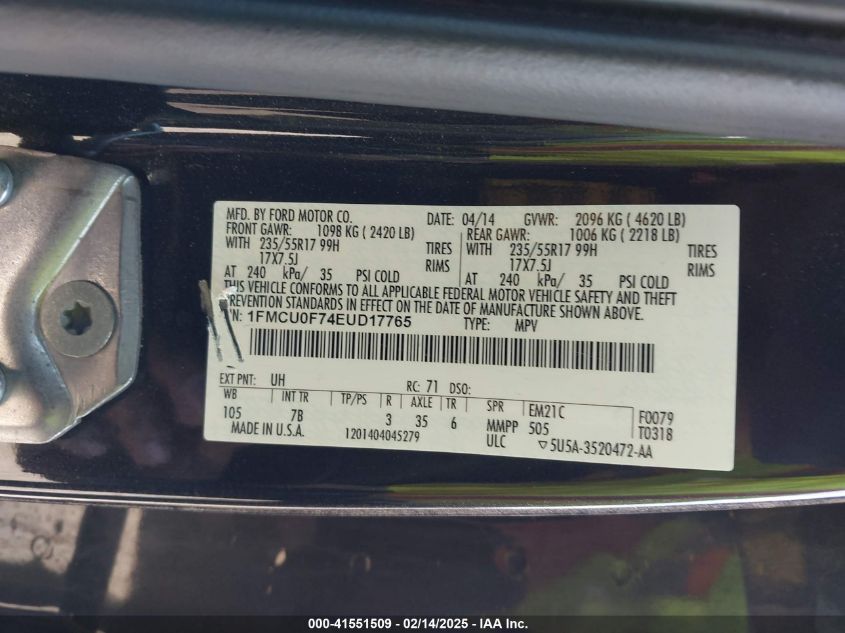 MFD. BY FORD MOTOR CO. DATE: 04/14 GVWR: 2096 KG ( 4620 LB)
FRONT GAWR: 1098 KG ( 2420 LB) REAR GAWR: 1006 KG ( 2218 LB)
WITH 235/55R17 99H TIRES WITH 235/55R17 99H TIRES
17X7.5J RIMS 17X7.5J RIMS
AT 240 kPa/ 35 PSI COLD AT 240 kPa/ 35 PSI COLD
THIS VEHICLE CONFORMS TO ALL APPLICABLE FEDERAL MOTOR VEHICLE SAFETY AND THEFT
PREVENTION STANDARDS IN EFFECT ON THE DATE OF MANUFACTURE SHOWN ABOVE.
1FMCU0F74EUD17765 TYPE: MPV
EXT PNT: UH RC: 71 DSO:
WB INT TR TP/PS R AXLE TR SPR EM21C F0079
105 7B 3 35 6 MMPP 505 T0318
MADE IN U.S.A. 1201404045279 ULC 5U5A-3520472-AA
000-41551509 - 02/14/2025 - IAA Inc.